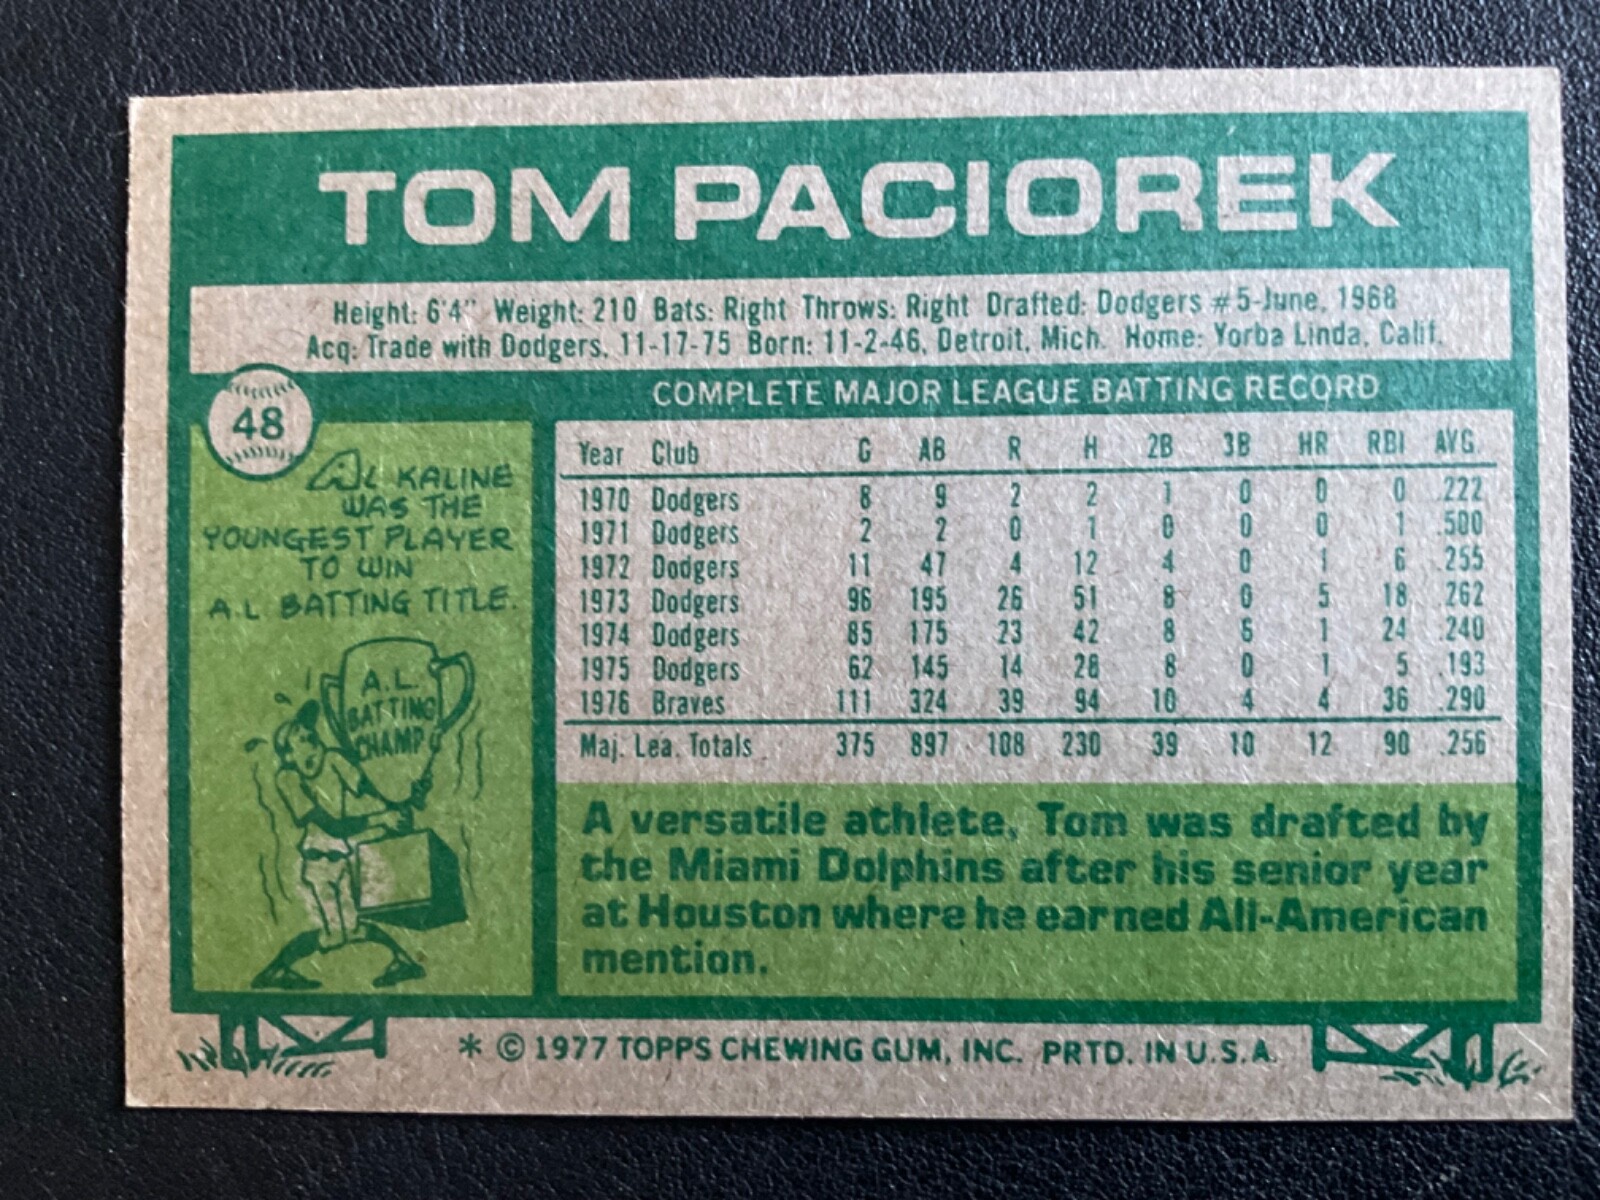 TOM PACIOREK
Height: 6'4" Weight: 210 Bats: Right Throws: Right Drafted: Dodgers #5-June, 1968
Acq: Trade with Dodgers, 11-17-75 Born: 11-2-46, Detroit, Mich. Home: Yorba Linda, Calif.
48
COMPLETE MAJOR LEAGUE BATTING RECORD
AL KALINE
WAS THE
YOUNGEST PLAYER
TO WIN
A.L BATTING TITLE.
A.L.
BATTING
CHAMP
Year Club G AB R H 2B 3B HR RBI AVG.
1970 Dodgers 8 9 2 2 1 0 0 0 .222
1971 Dodgers 2 2 0 1 0 0 0 1 .500
1972 Dodgers 11 47 4 12 4 0 1 6 .255
1973 Dodgers 96 195 26 51 8 0 5 18 .262
1974 Dodgers 85 175 23 42 8 6 1 24 .240
1975 Dodgers 62 145 14 28 8 0 1 5 .193
1976 Braves 111 324 39 94 10 4 4 36 .290
Maj. Lea. Totals 375 897 108 230 39 10 12 90 .256
A versatile athlete, Tom was drafted by
the Miami Dolphins after his senior year
at Houston where he earned All-American
mention.
* © 1977 TOPPS CHEWING GUM, INC. PRTD. IN U.S.A.